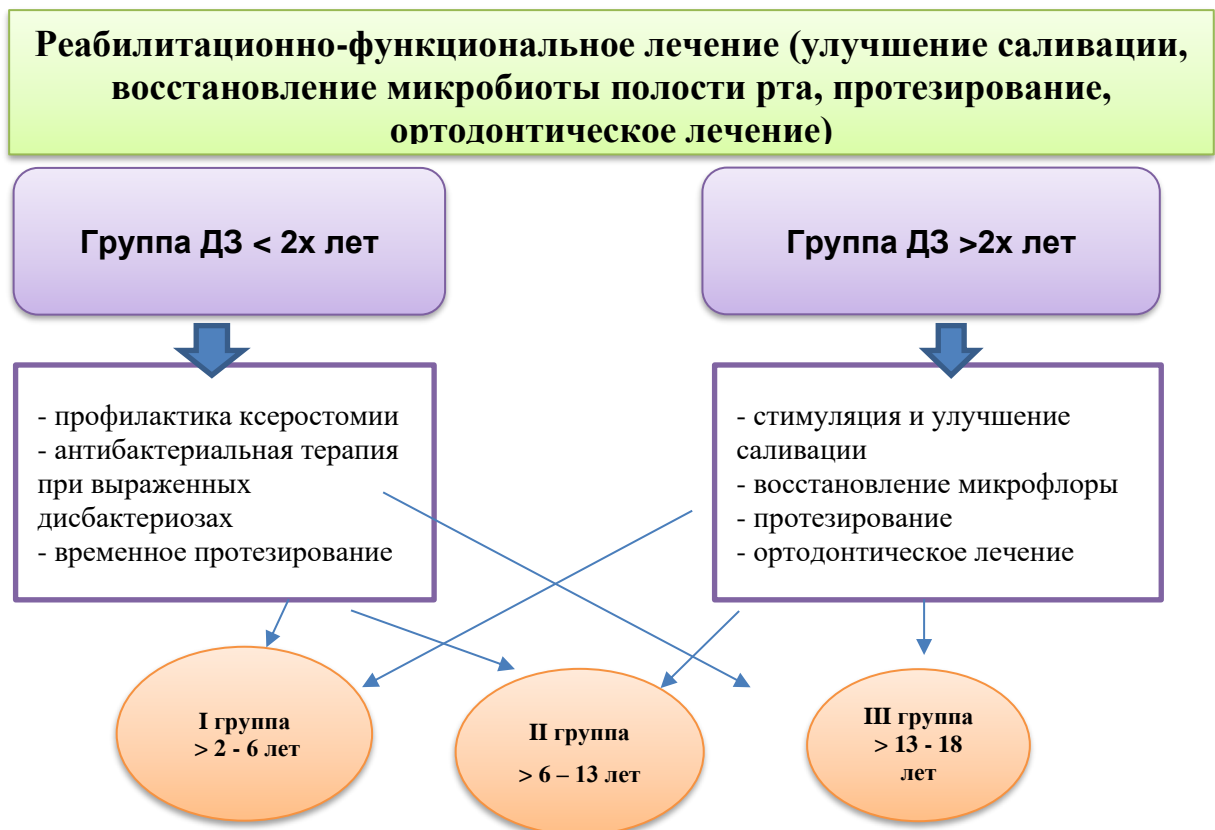 Реабилитационно-функциональное лечение (улучшение саливации,
восстановление микробиоты полости рта, протезирование,
ортодонтическое лечение)
Группа ДЗ < 2х лет
Группа ДЗ >2х лет
- профилактика ксеростомии
- антибактериальная терапия
при выраженных
дисбактериозах
- временное протезирование
- стимуляция и улучшение
саливации
- восстановление микрофлоры
- протезирование
- ортодонтическое лечение
I группа
> 2 - 6 лет
II группа
> 6 – 13 лет
III группа
> 13 - 18
лет